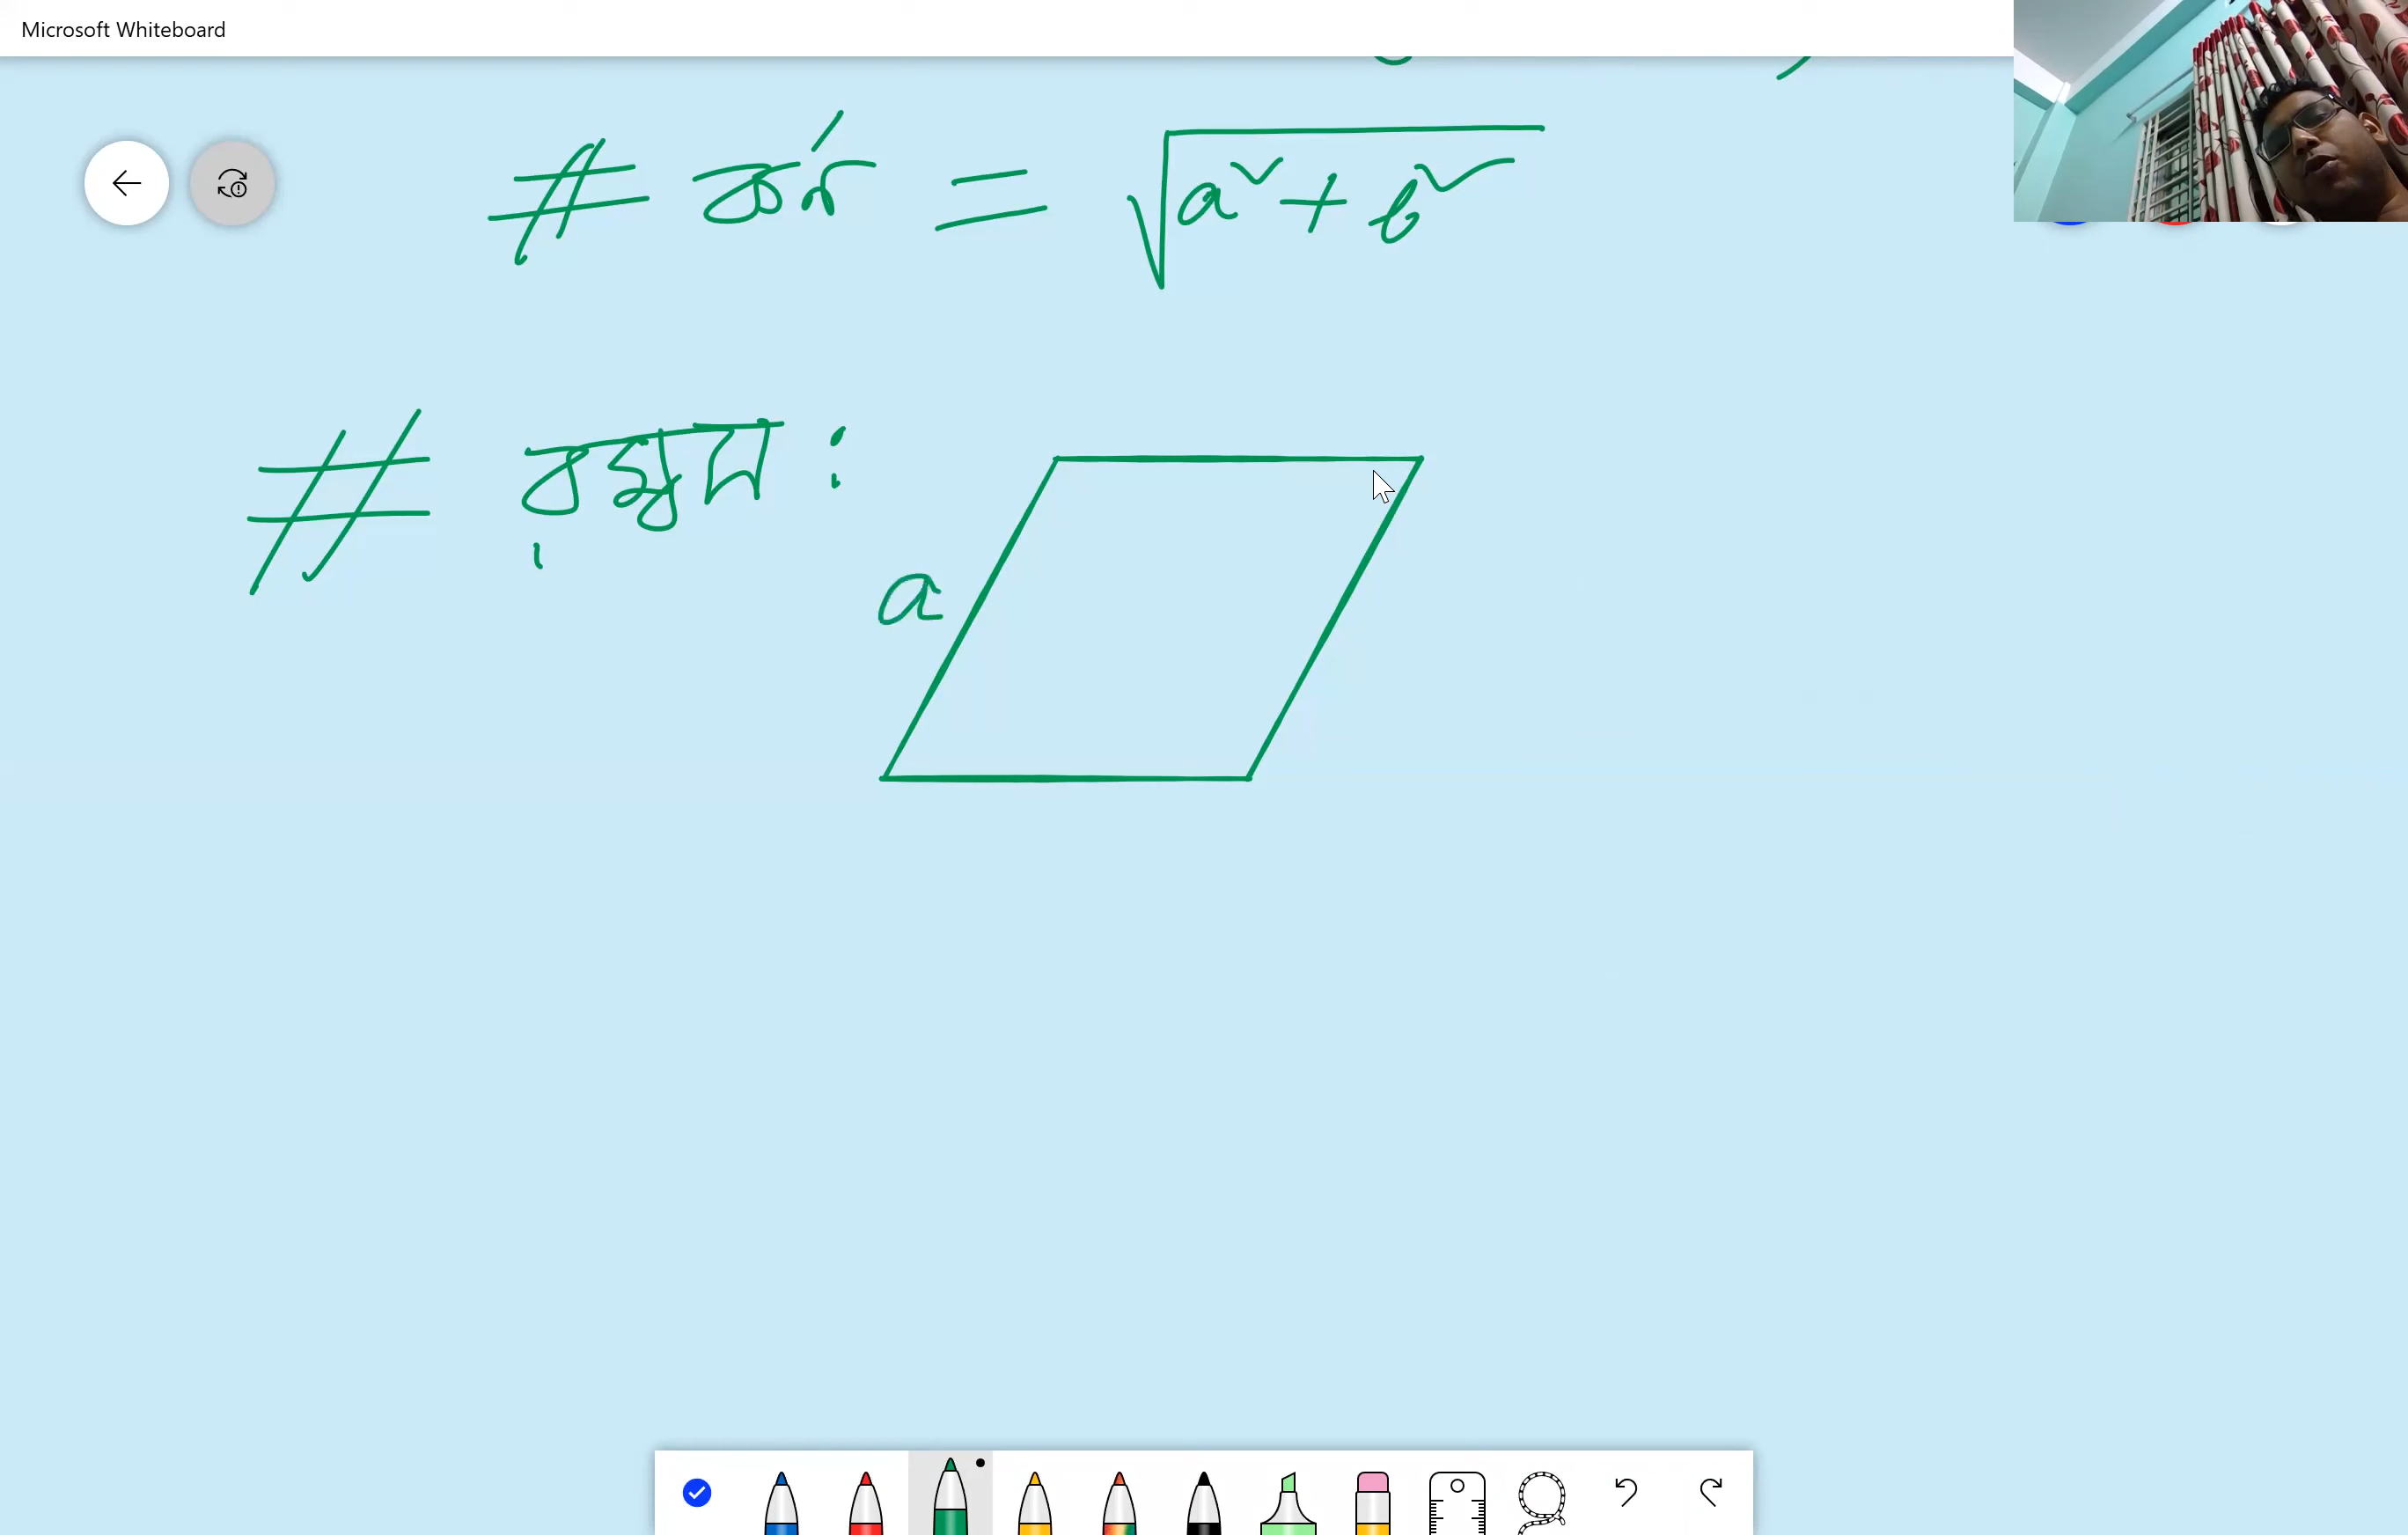 Microsoft Whiteboard
# কর্ণ = √a² + b²
# রম্বস :
a